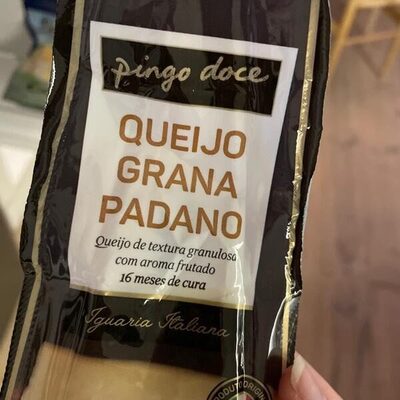 pingo doce
QUEIJO
GRANA
PADANO
Queijo de textura granulosa
com aroma frutado
16 meses de cura
Iguaria Italiana